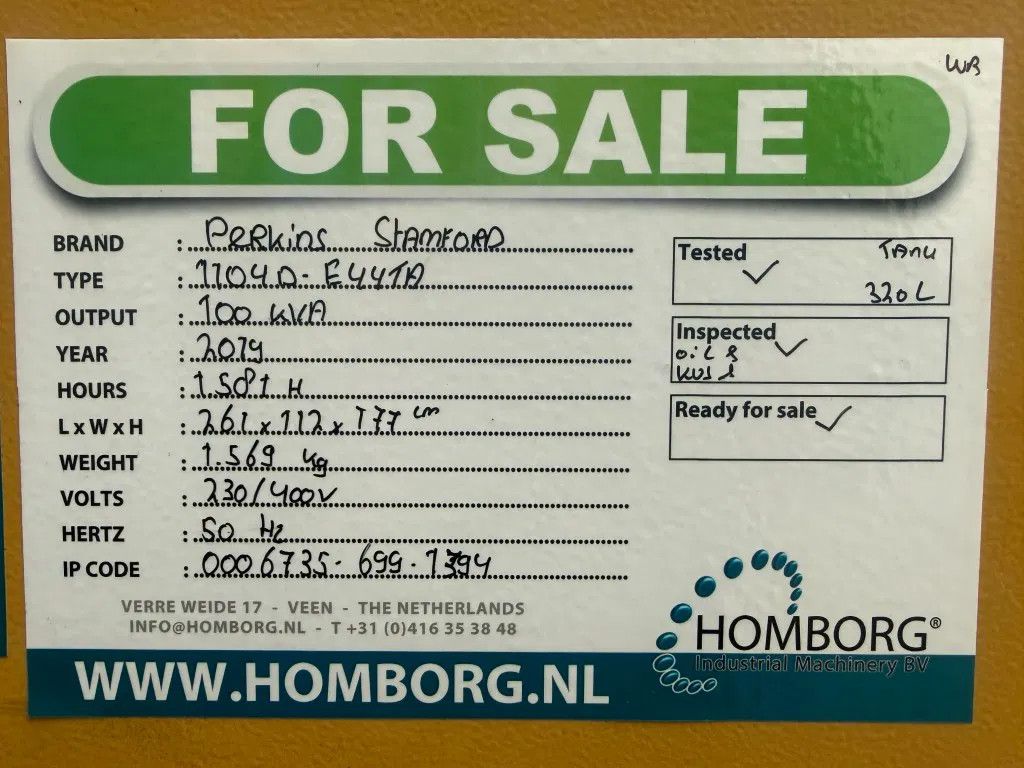 WB
FOR SALE
BRAND : Perkins Stamford
TYPE : 1104D-E44TA
OUTPUT : 100 KVA
YEAR : 2019
HOURS : 1.581 H
L x W x H : 261 x 112 x 177 cm
WEIGHT : 1.569 kg
VOLTS : 230/400V
HERTZ : 50 Hz
IP CODE : 0006735-699-1394
Tested ✓ TANK
320L
Inspected ✓
oil &
Ready for sale ✓
VERRE WEIDE 17 - VEEN - THE NETHERLANDS
INFO@HOMBORG.NL - T +31 (0)416 35 38 48
WWW.HOMBORG.NL
HOMBORG®
Industrial Machinery BV